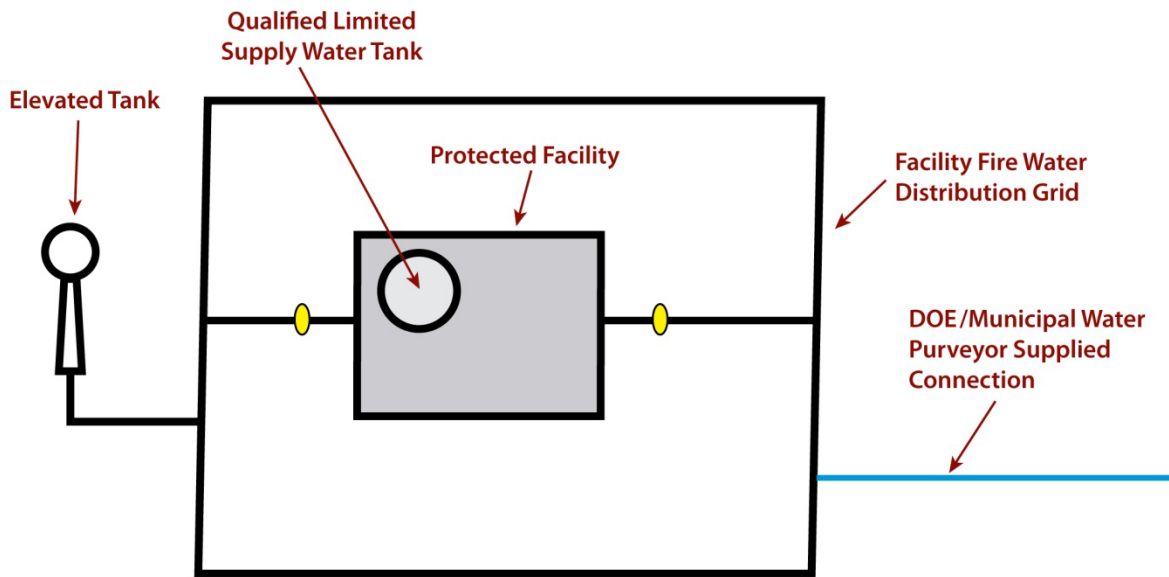 Qualified Limited
Supply Water Tank
Elevated Tank
Protected Facility
Facility Fire Water
Distribution Grid
DOE/Municipal Water
Purveyor Supplied
Connection